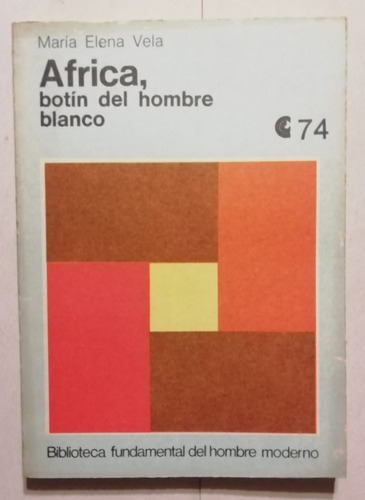 María Elena Vela
Africa,
botín del hombre
blanco
74
Biblioteca fundamental del hombre moderno